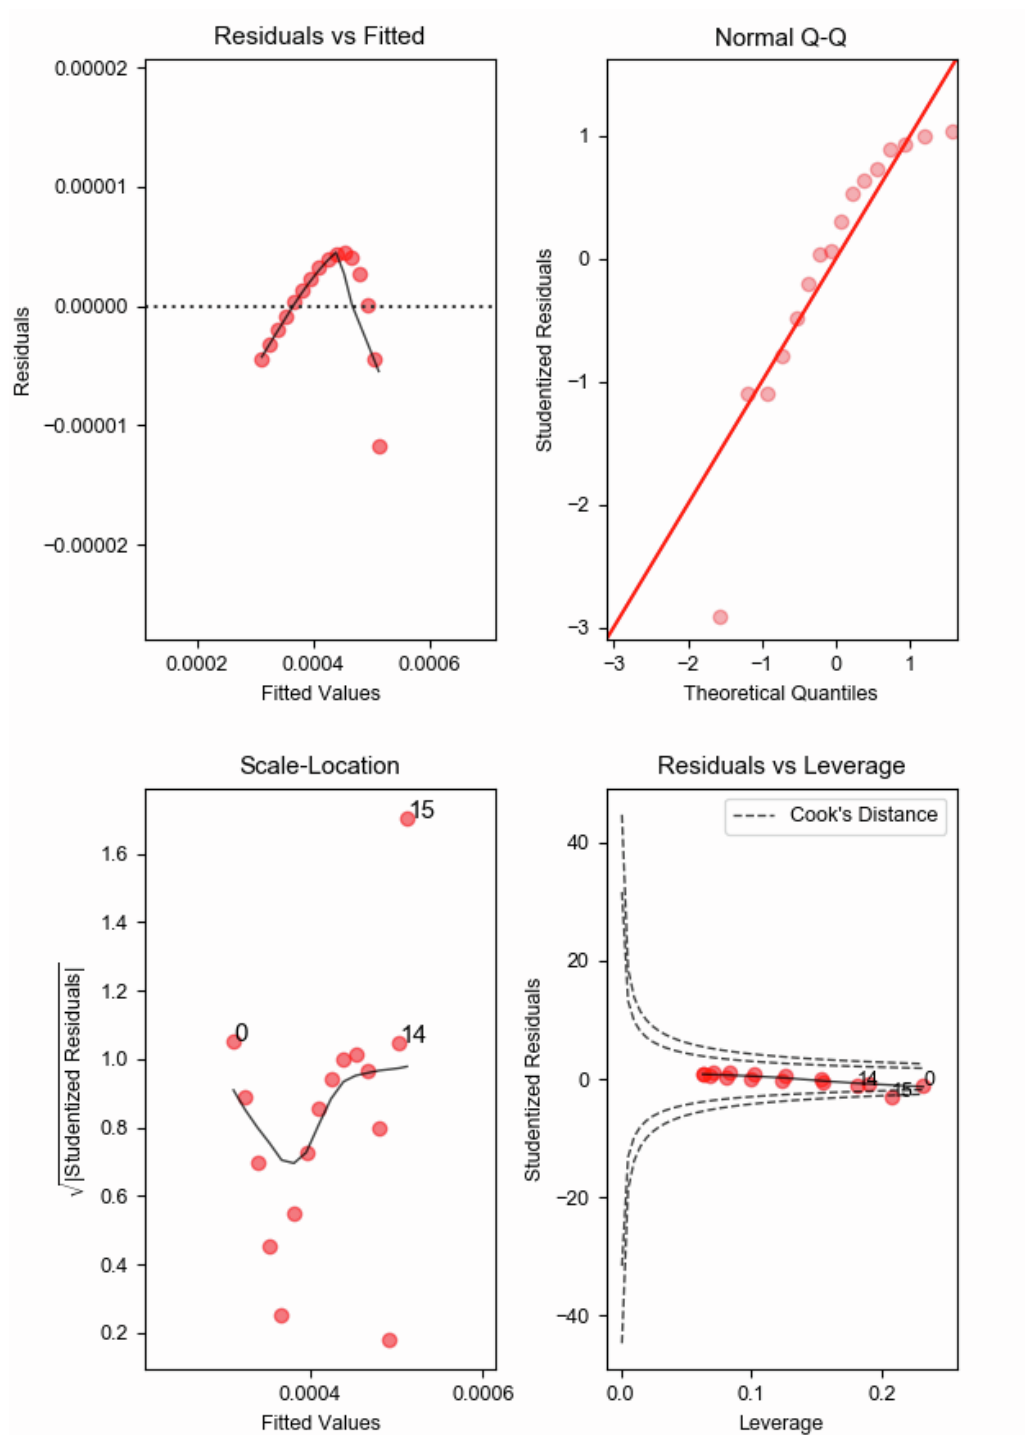 Residuals vs Fitted
0.00002
0.00001
0.00000
−0.00001
−0.00002
Residuals
0.0002 0.0004 0.0006
Fitted Values
Normal Q-Q
1
0
−1
−2
−3
Studentized Residuals
−3 −2 −1 0 1
Theoretical Quantiles
Scale-Location
15
0
14
1.6
1.4
1.2
1.0
0.8
0.6
0.4
0.2
√|Studentized Residuals|
0.0004 0.0006
Fitted Values
Residuals vs Leverage
Cook's Distance
40
20
0
−20
−40
Studentized Residuals
14
15
0
0.0 0.1 0.2
Leverage